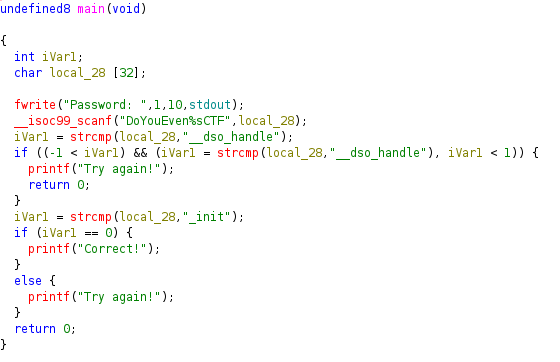 undefined8 main(void)
{
int iVar1;
char local_28 [32];
fwrite("Password: ",1,10,stdout);
__isoc99_scanf("DoYouEven%sCTF",local_28);
iVar1 = strcmp(local_28,"__dso_handle");
if ((-1 < iVar1) && (iVar1 = strcmp(local_28,"__dso_handle"), iVar1 < 1)) {
printf("Try again!");
return 0;
}
iVar1 = strcmp(local_28,"_init");
if (iVar1 == 0) {
printf("Correct!");
}
else {
printf("Try again!");
}
return 0;
}